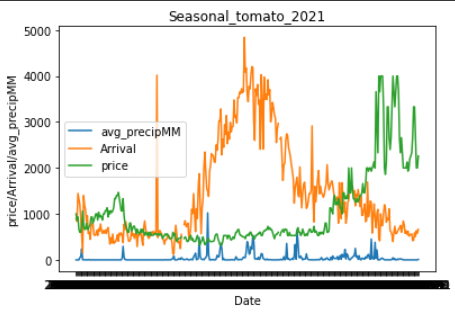 Seasonal_tomato_2021
price/Arrival/avg_precipMM
5000
4000
3000
2000
1000
0
avg_precipMM
Arrival
price
Date